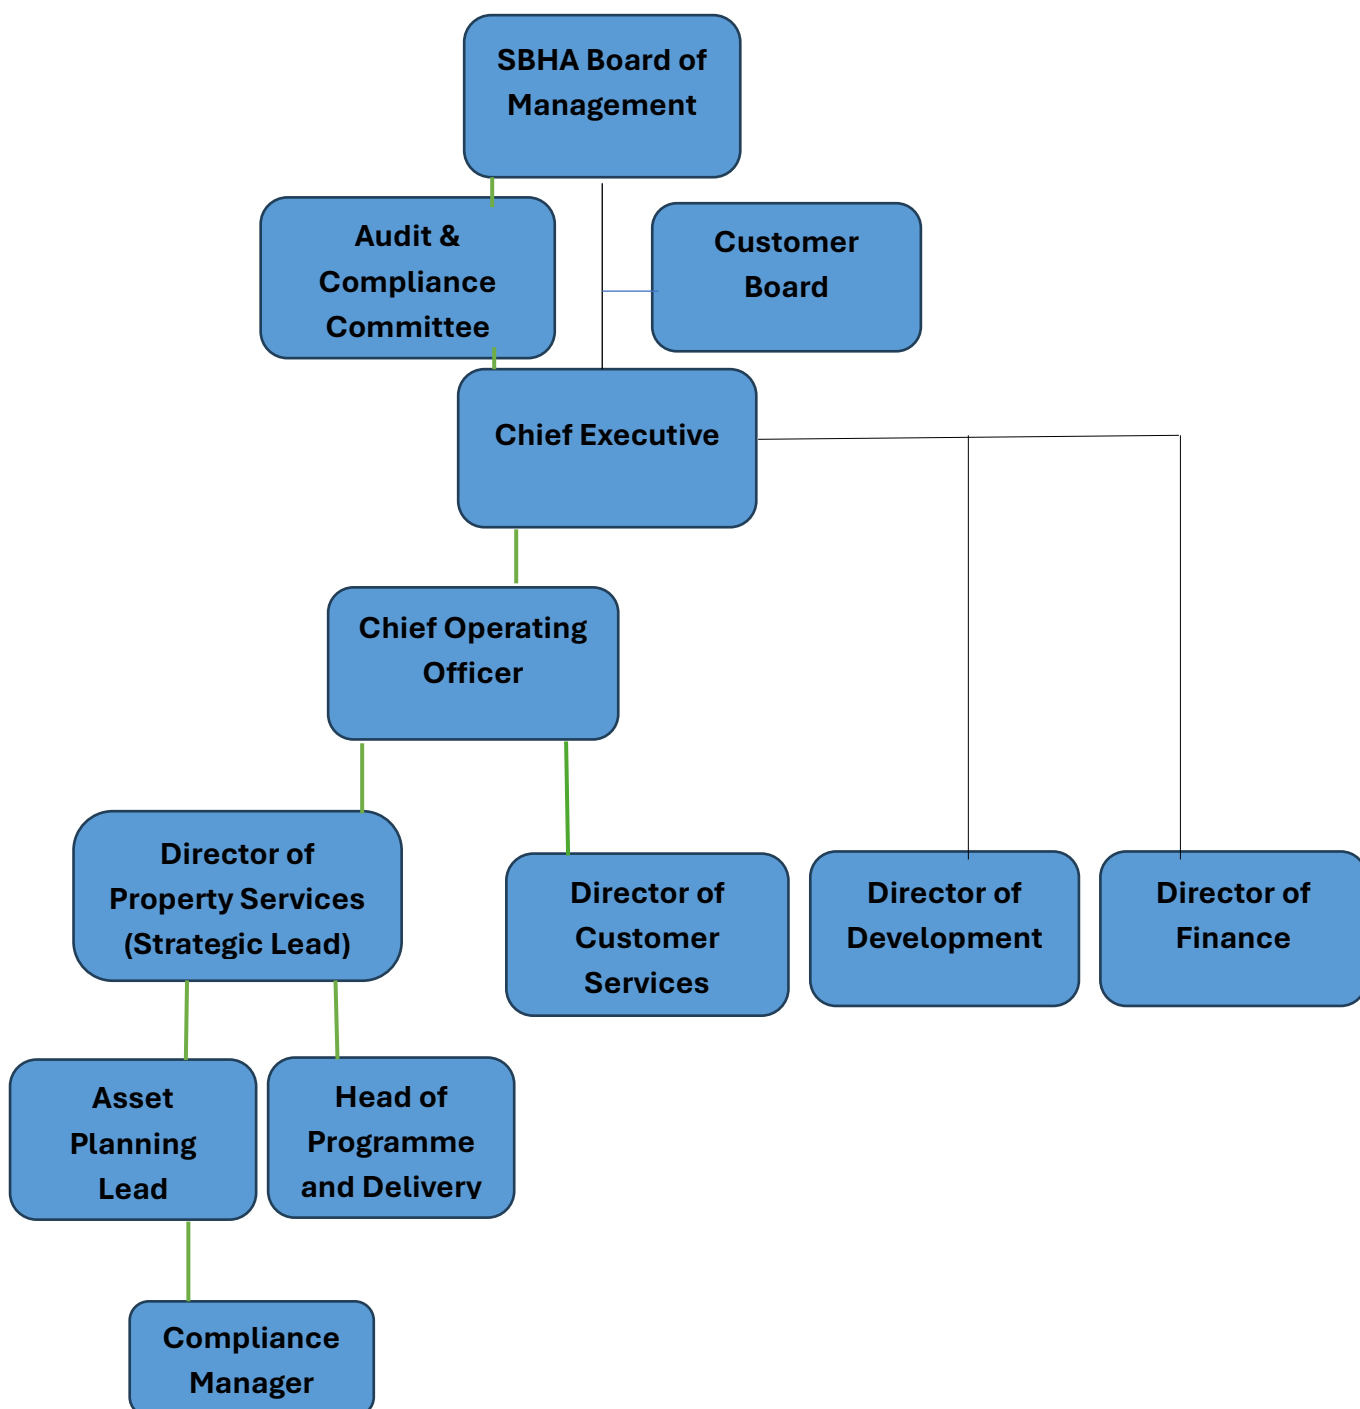 SBHA Board of
Management
Audit &
Compliance
Committee
Customer
Board
Chief Executive
Chief Operating
Officer
Director of
Property Services
(Strategic Lead)
Director of
Customer
Services
Director of
Development
Director of
Finance
Asset
Planning
Lead
Head of
Programme
and Delivery
Compliance
Manager